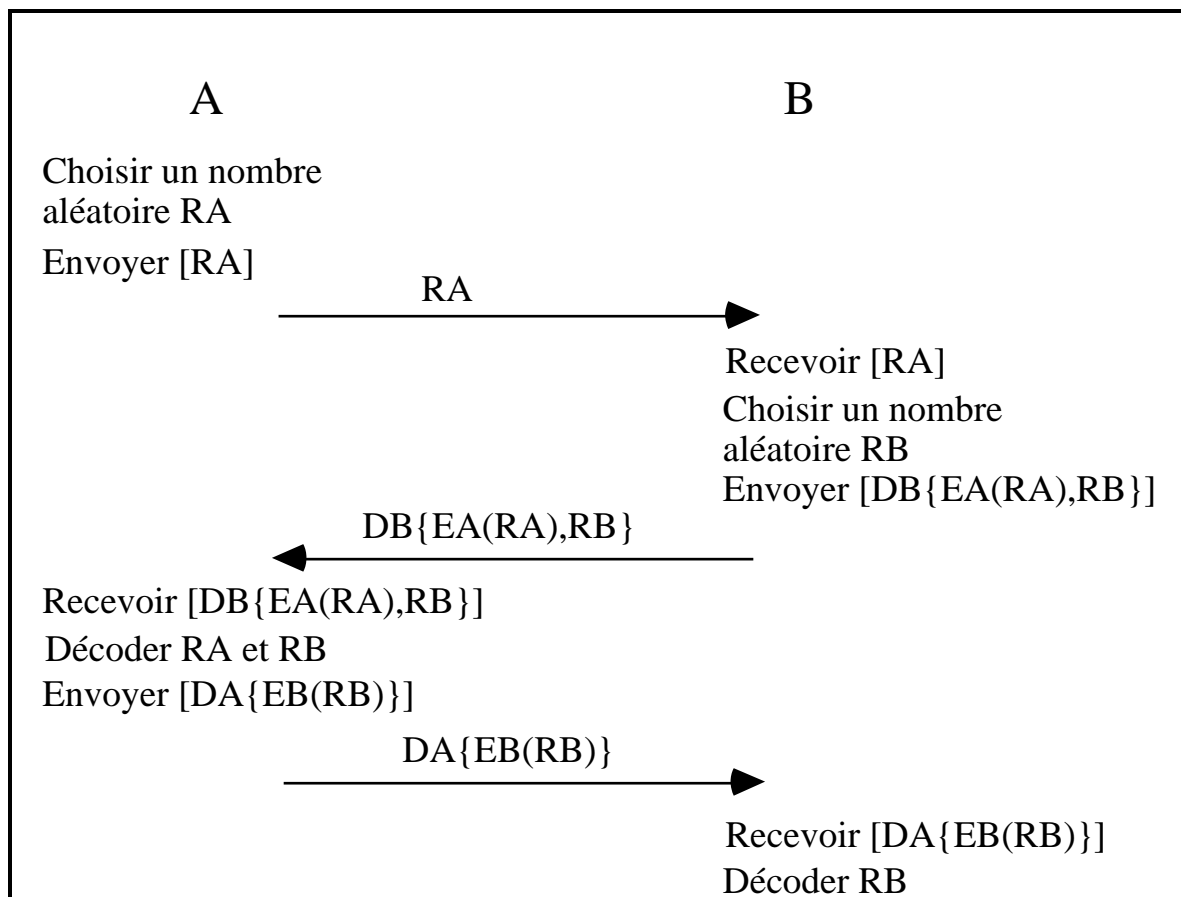 A
B
Choisir un nombre
aléatoire RA
Envoyer [RA]
RA
Recevoir [RA]
Choisir un nombre
aléatoire RB
Envoyer [DB{EA(RA),RB}]
DB{EA(RA),RB}
Recevoir [DB{EA(RA),RB}]
Décoder RA et RB
Envoyer [DA{EB(RB)}]
DA{EB(RB)}
Recevoir [DA{EB(RB)}]
Décoder RB